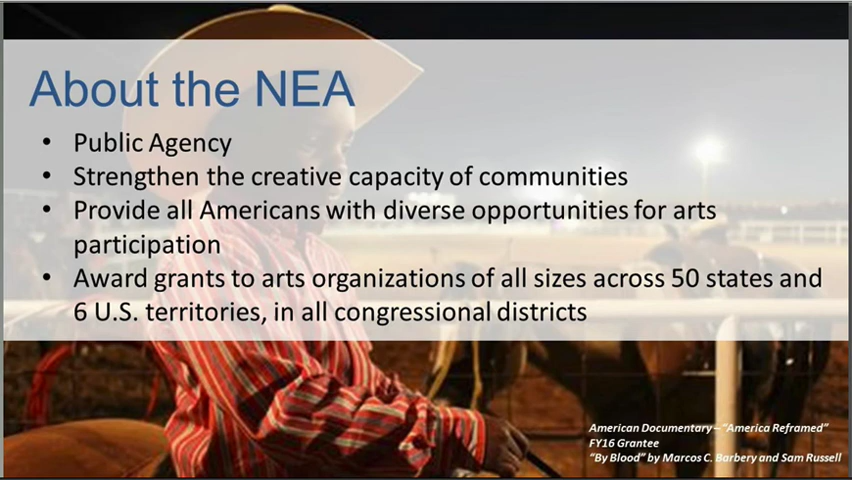 About the NEA
• Public Agency
• Strengthen the creative capacity of communities
• Provide all Americans with diverse opportunities for arts
participation
• Award grants to arts organizations of all sizes across 50 states and
6 U.S. territories, in all congressional districts
American Documentary – “America Reframed”
FY16 Grantee
“By Blood” by Marcos C. Barbery and Sam Russell